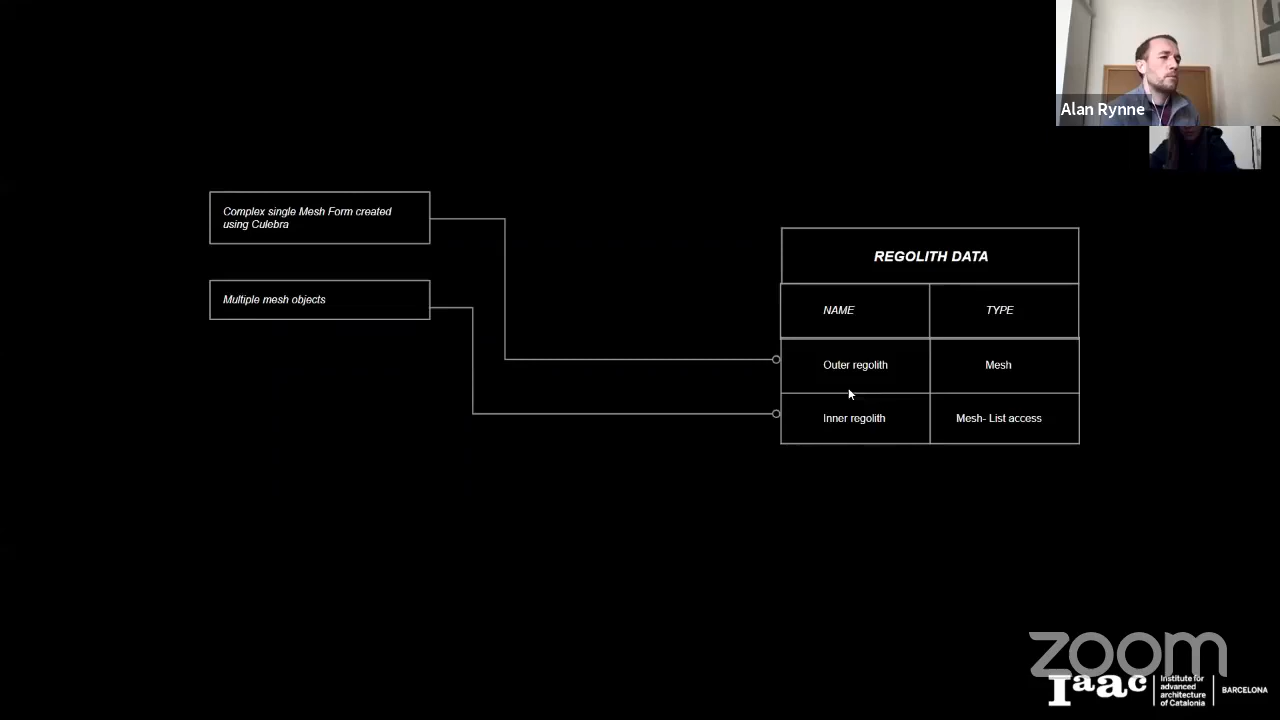 Alan Rynne
Complex single Mesh Form created
using Culebra
Multiple mesh objects
REGOLITH DATA
NAME
TYPE
Outer regolith
Mesh
Inner regolith
Mesh- List access
zoom
Iaac
Institute for
advanced
architecture
of Catalonia
BARCELONA